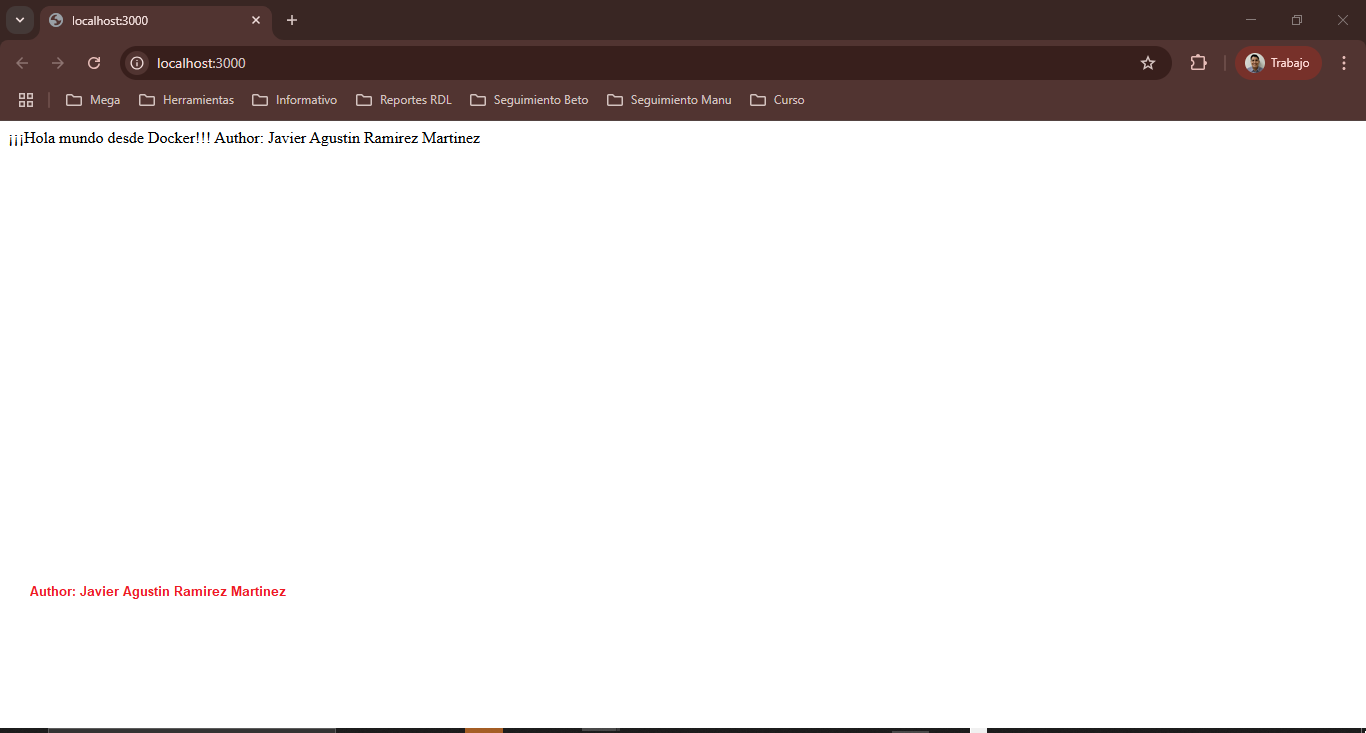 localhost:3000
localhost:3000
Trabajo
Mega Herramientas Informativo Reportes RDL Seguimiento Beto Seguimiento Manu Curso
¡¡¡Hola mundo desde Docker!!! Author: Javier Agustin Ramirez Martinez
Author: Javier Agustin Ramirez Martinez